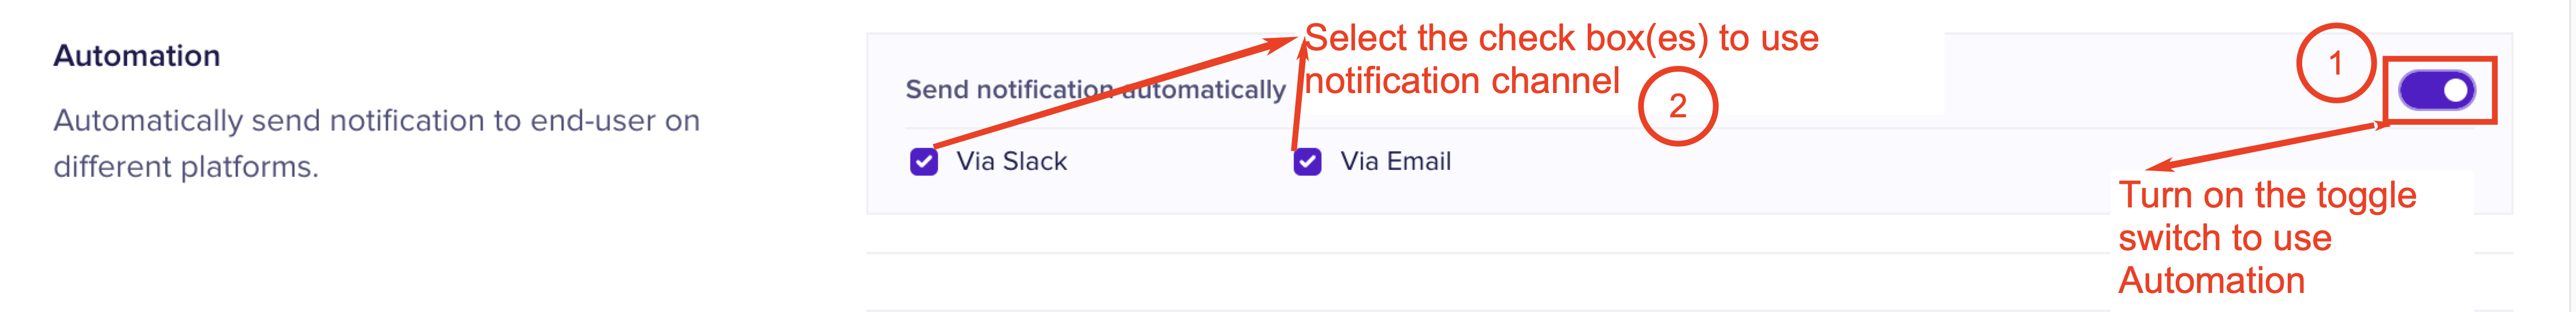 Automation
Automatically send notification to end-user on
different platforms.
Send notification automatically
Select the check box(es) to use
notification channel
2
Via Slack
Via Email
1
Turn on the toggle
switch to use
Automation